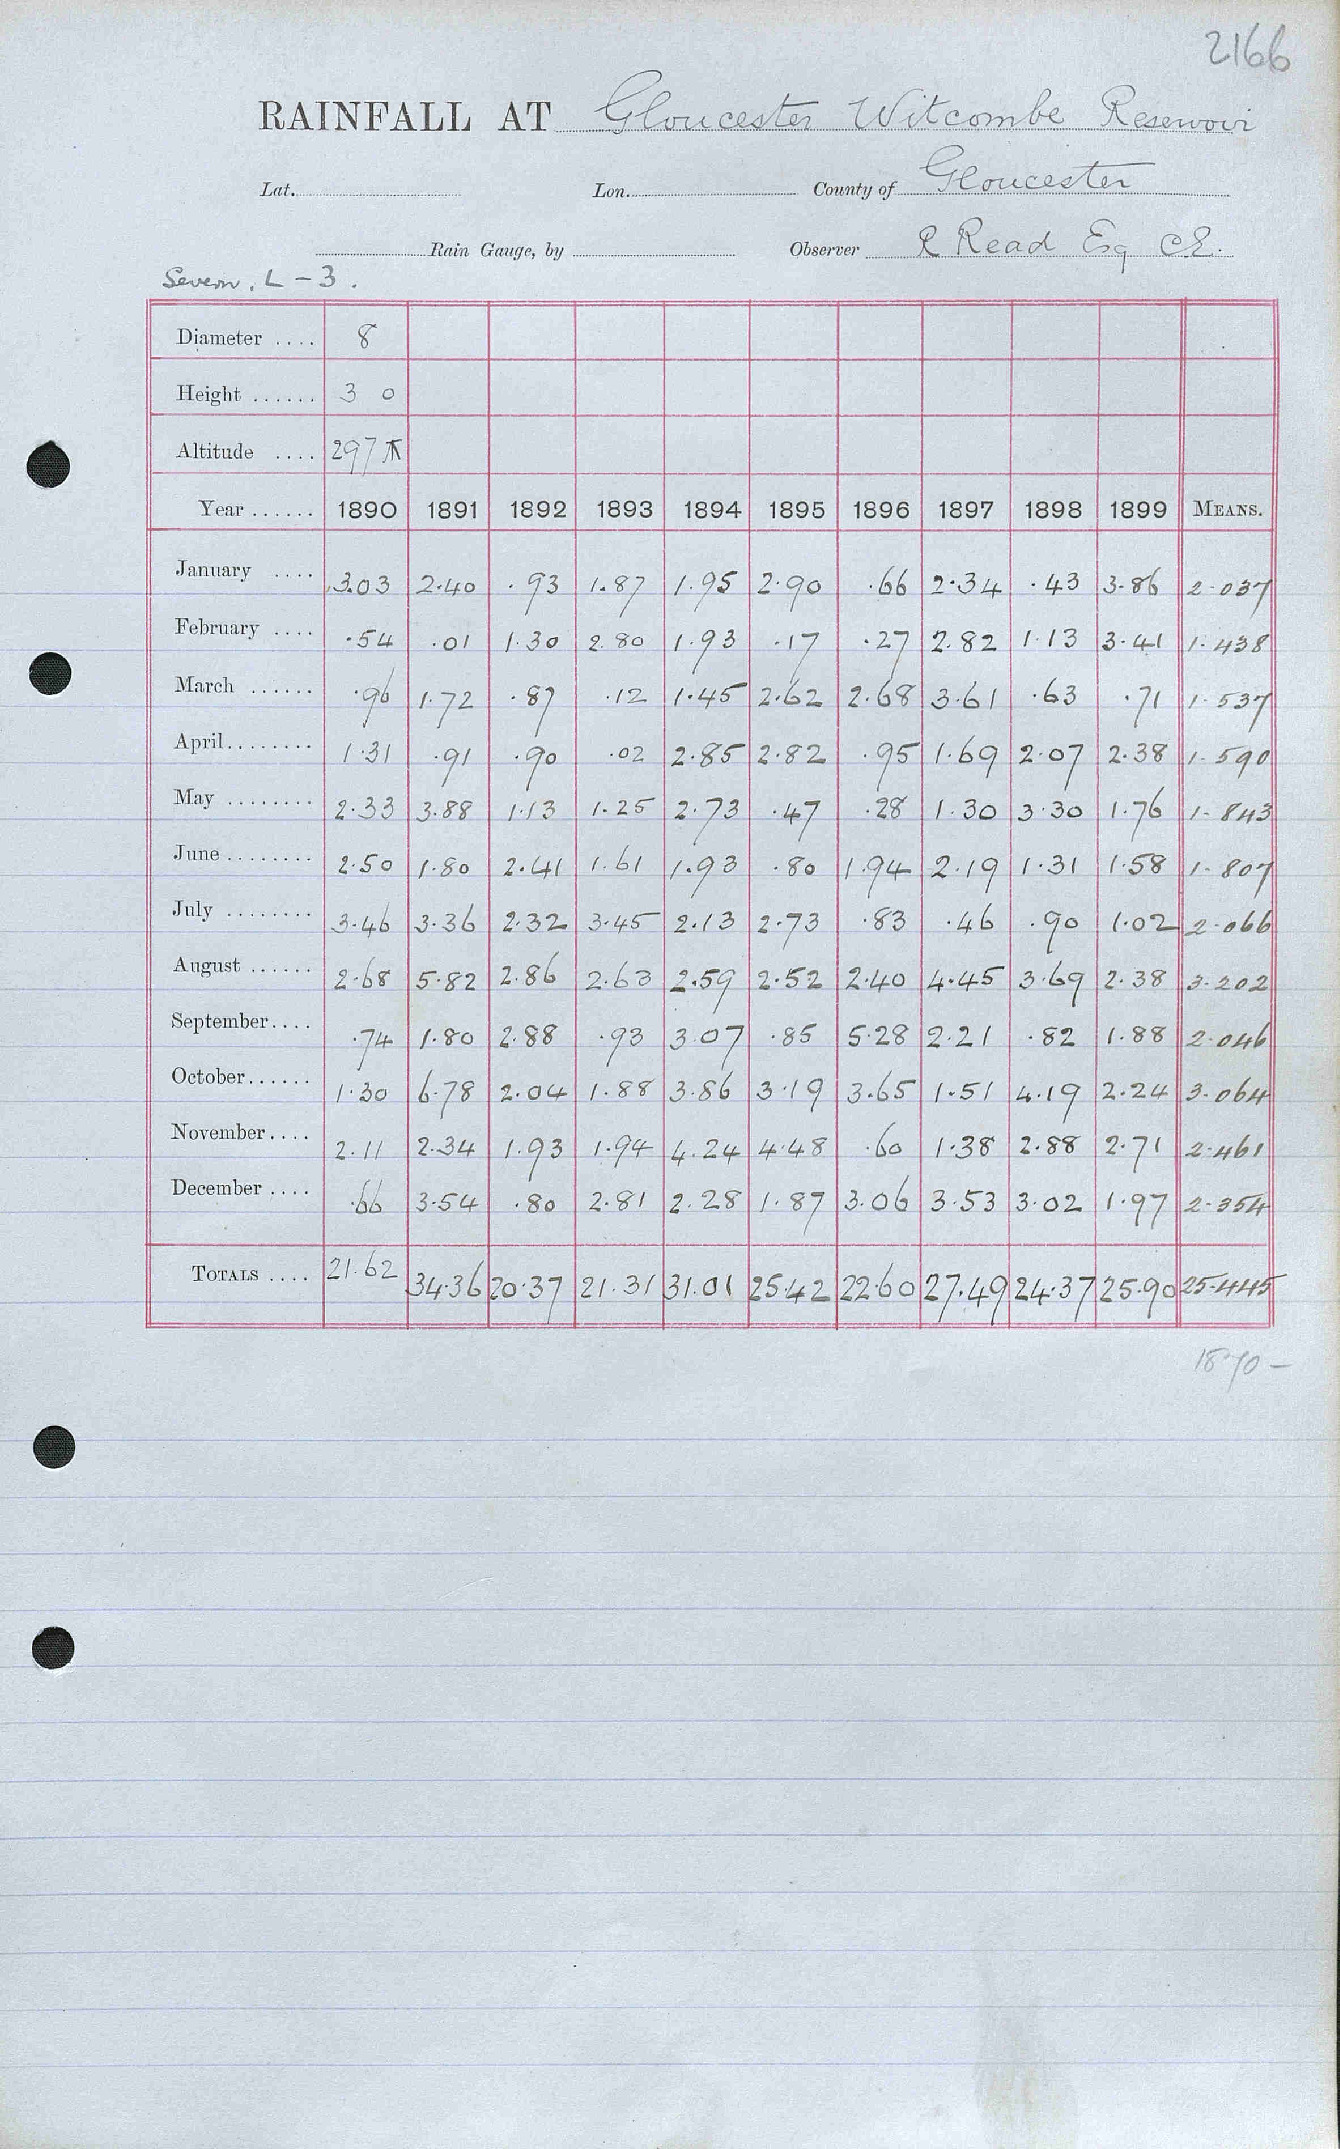 2166
RAINFALL AT Gloucester Witcombe Reservoir
Lat. Lon. County of Gloucester
Rain Gauge, by Observer R Read Esq CE.
Severn, L - 3.
Diameter .... 8
Height ...... 3 0
Altitude .... 297
Year ...... 1890 1891 1892 1893 1894 1895 1896 1897 1898 1899 MEANS.
January .... 3.03 2.40 .93 1.87 1.95 2.90 .66 2.34 .43 3.86 2.037
February .... .54 .01 1.30 2.80 1.93 .17 .27 2.82 1.13 3.41 1.438
March ...... .96 1.72 .87 .12 1.45 2.62 2.68 3.61 .63 .71 1.537
April........ 1.31 .91 .90 .02 2.85 2.82 .95 1.69 2.07 2.38 1.590
May ........ 2.33 3.88 1.13 1.25 2.73 .47 .28 1.30 3.30 1.76 1.843
June ........ 2.50 1.80 2.41 1.61 1.93 .80 1.94 2.19 1.31 1.58 1.807
July ........ 3.46 3.36 2.32 3.45 2.13 2.73 .83 .46 .90 1.02 2.066
August ...... 2.68 5.82 2.86 2.63 2.59 2.52 2.40 4.45 3.69 2.38 3.202
September.... .74 1.80 2.88 .93 3.07 .85 5.28 2.21 .82 1.88 2.046
October...... 1.30 6.78 2.04 1.88 3.86 3.19 3.65 1.51 4.19 2.24 3.064
November.... 2.11 2.34 1.93 1.94 4.24 4.48 .60 1.38 2.88 2.71 2.461
December .... .66 3.54 .80 2.81 2.28 1.87 3.06 3.53 3.02 1.97 2.354
TOTALS .... 21.62 34.36 20.37 21.31 31.01 25.42 22.60 27.49 24.37 25.90 25.445
1870 -